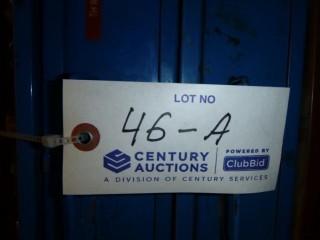 LOT NO
46-A
CENTURY AUCTIONS
POWERED BY
ClubBid
A DIVISION OF CENTURY SERVICES